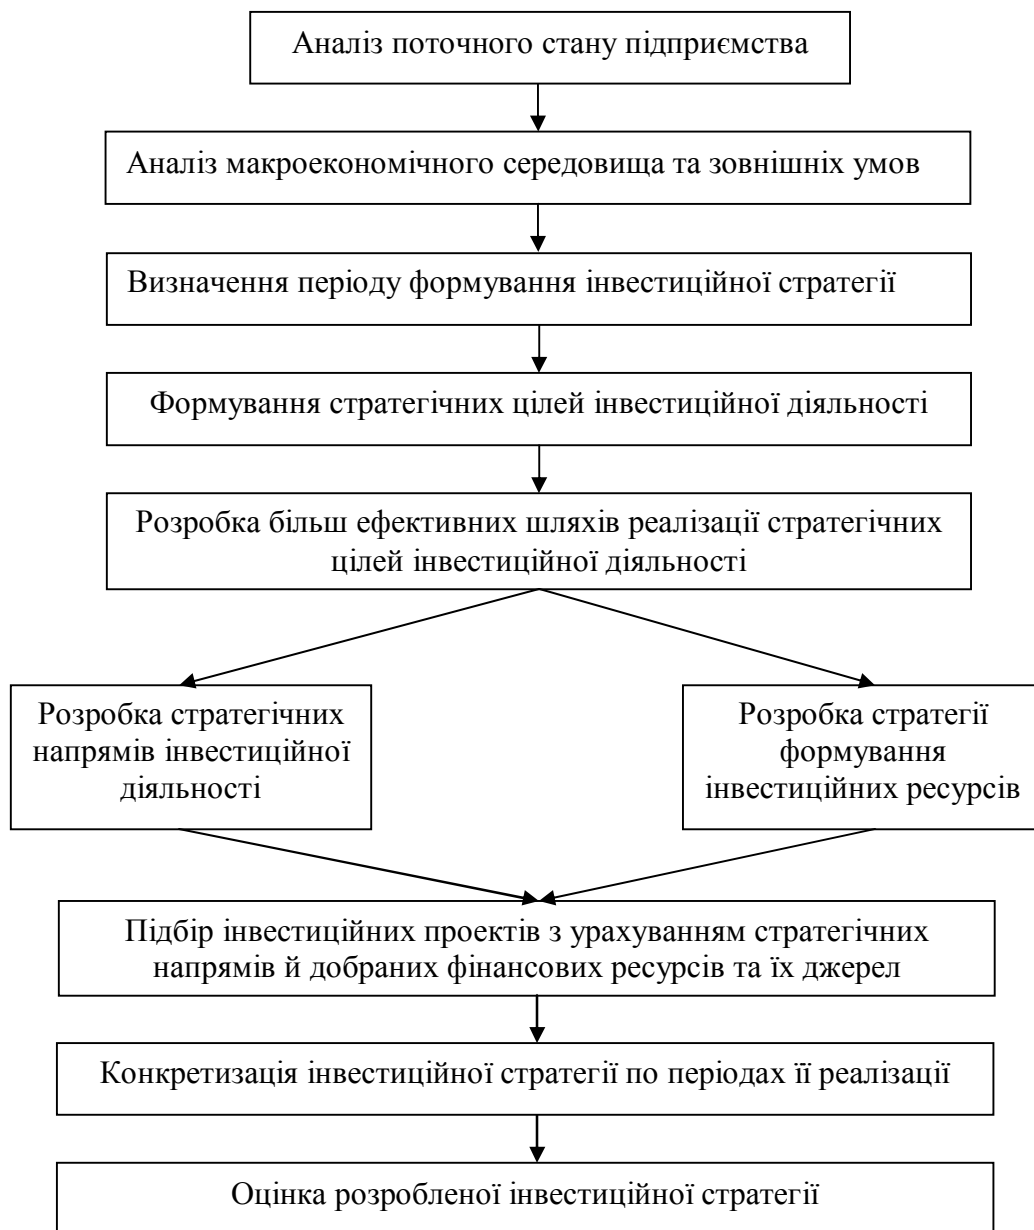 Аналіз поточного стану підприємства
Аналіз макроекономічного середовища та зовнішніх умов
Визначення періоду формування інвестиційної стратегії
Формування стратегічних цілей інвестиційної діяльності
Розробка більш ефективних шляхів реалізації стратегічних
цілей інвестиційної діяльності
Розробка стратегічних
напрямів інвестиційної
діяльності
Розробка стратегії
формування
інвестиційних ресурсів
Підбір інвестиційних проектів з урахуванням стратегічних
напрямів й добраних фінансових ресурсів та їх джерел
Конкретизація інвестиційної стратегії по періодах її реалізації
Оцінка розробленої інвестиційної стратегії